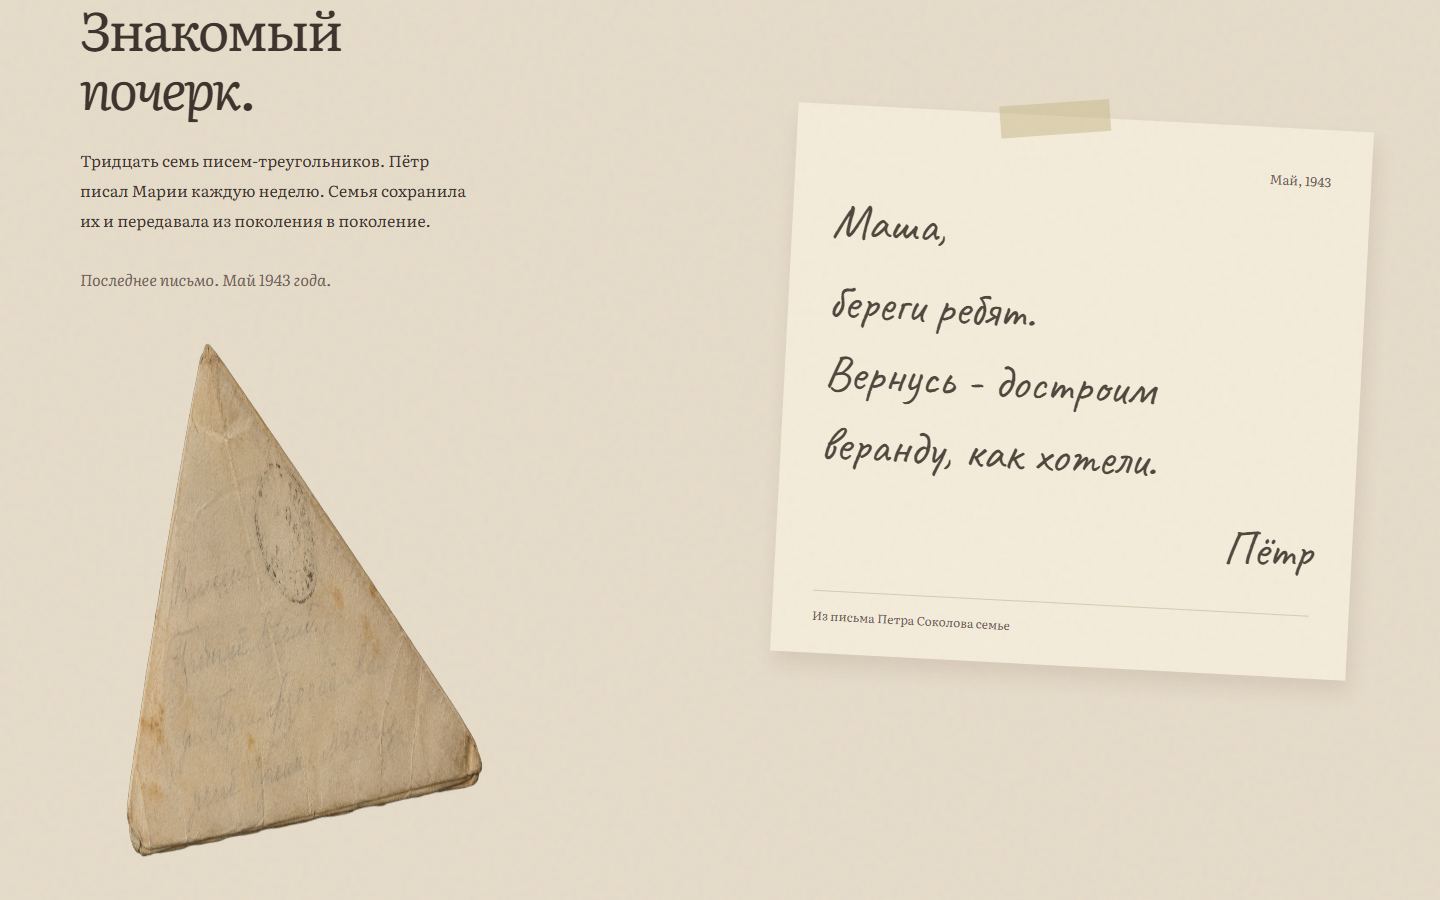 Знакомый
почерк.
Тридцать семь писем-треугольников. Пётр
писал Марии каждую неделю. Семья сохранила
их и передавала из поколения в поколение.
Последнее письмо. Май 1943 года.
Май, 1943
Маша,
береги ребят.
Вернусь - достроим
веранду, как хотели.
Пётр
Из письма Петра Соколова семье